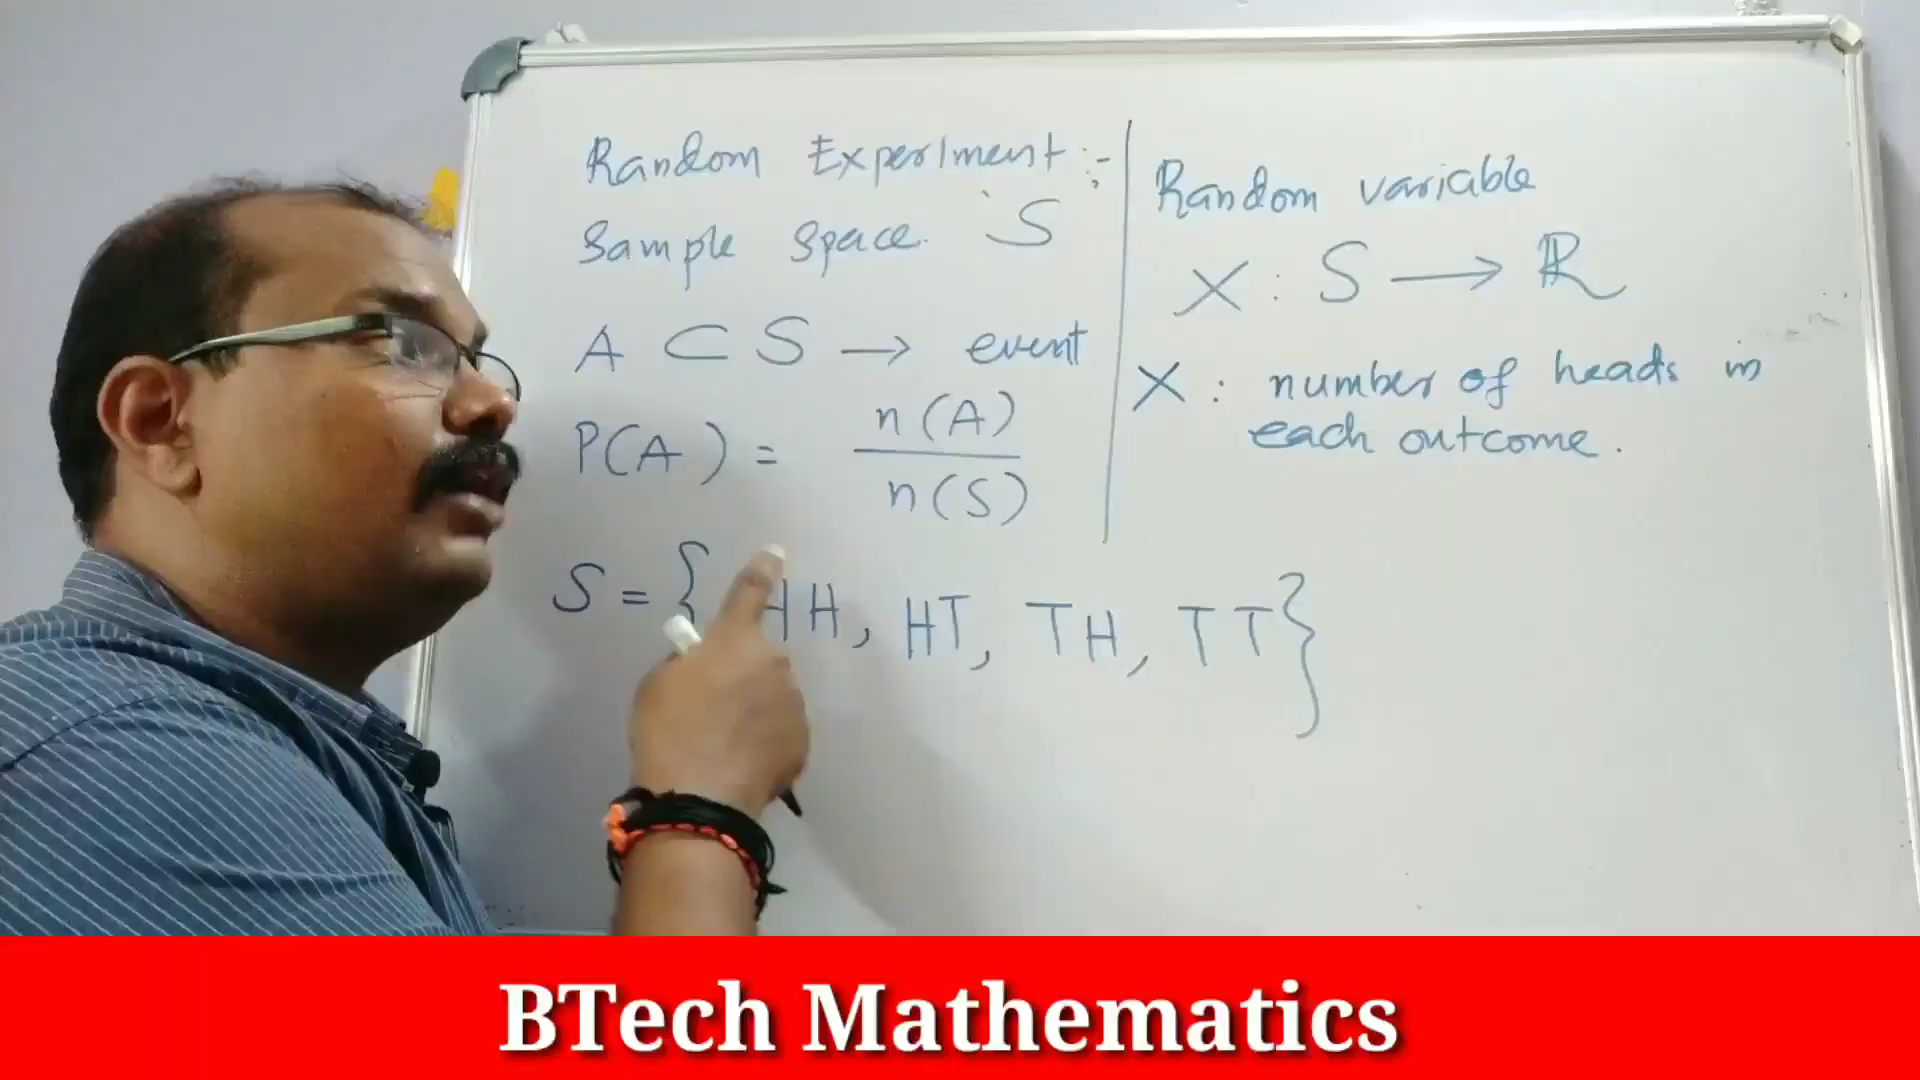 Random Experiment :-
Sample Space. S
A ⊂ S → event
P(A) = n(A) / n(S)
S = { HH, HT, TH, TT }
Random variable
X : S → ℝ
X : number of heads in
each outcome.
BTech Mathematics